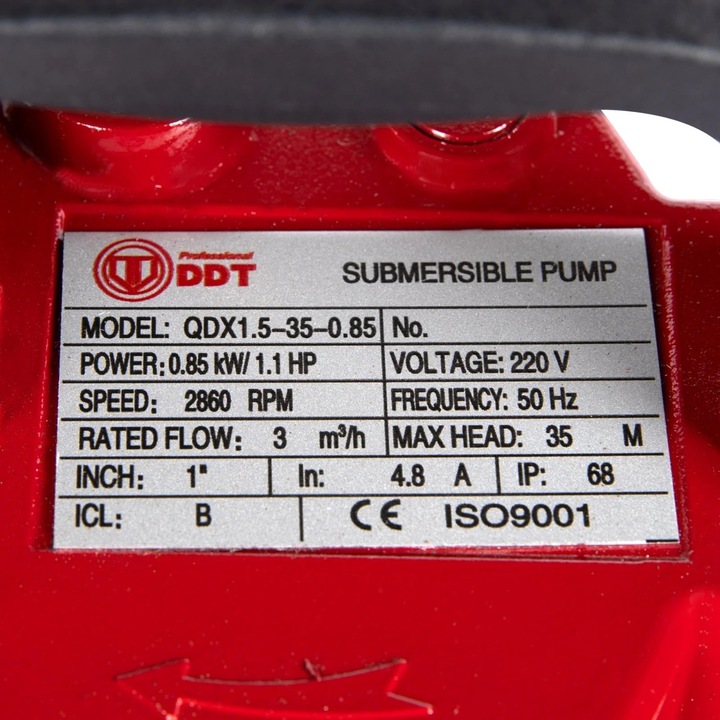 Professional
DDT
SUBMERSIBLE PUMP
MODEL: QDX1.5-35-0.85 No.
POWER: 0.85 kW/ 1.1 HP VOLTAGE: 220 V
SPEED: 2860 RPM FREQUENCY: 50 Hz
RATED FLOW: 3 m³/h MAX HEAD: 35 M
INCH: 1" In: 4.8 A IP: 68
ICL: B CE ISO9001